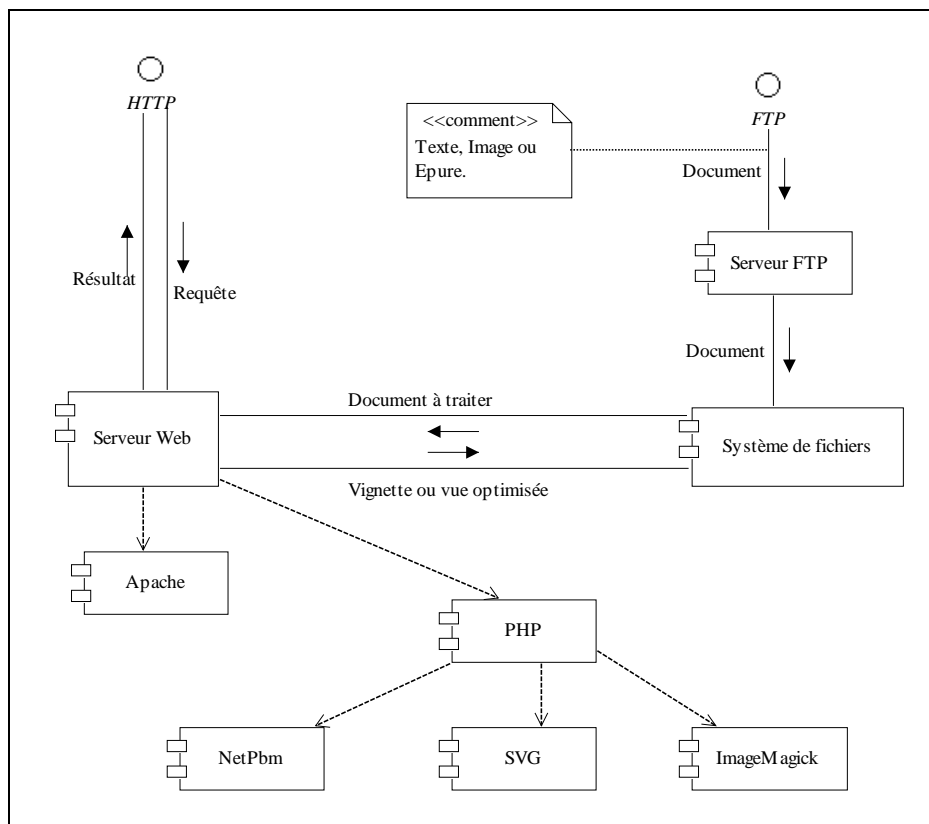 HTTP
FTP
<<comment>>
Texte, Image ou
Epure.
Document
Résultat
Requête
Serveur FTP
Document
Document à traiter
Serveur Web
Système de fichiers
Vignette ou vue optimisée
Apache
PHP
NetPbm
SVG
ImageMagick